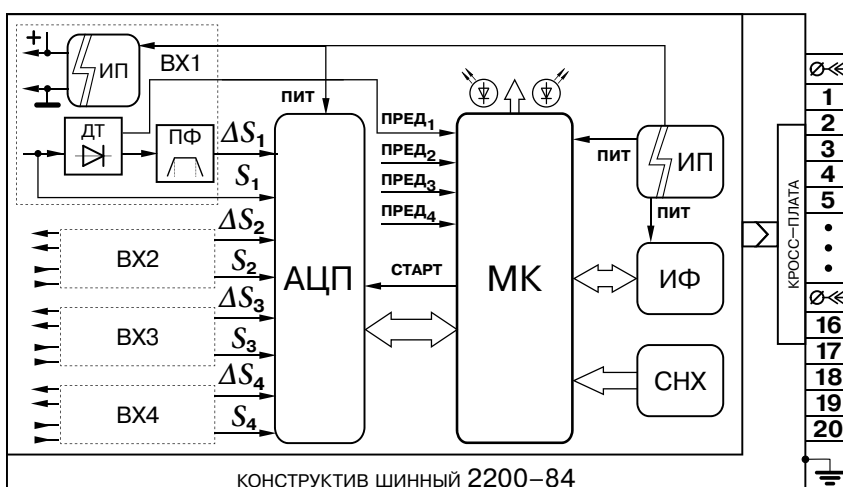 +
ИП
ВХ1
ПИТ
ДТ
ПФ
ΔS₁
S₁
ПРЕД₁
ПРЕД₂
ПРЕД₃
ПРЕД₄
ПИТ
ИП
ПИТ
ВХ2
ΔS₂
S₂
АЦП
СТАРТ
МК
ИФ
ВХ3
ΔS₃
S₃
ВХ4
ΔS₄
S₄
СНХ
КРОСС–ПЛАТА
1
2
3
4
5
16
17
18
19
20
КОНСТРУКТИВ ШИННЫЙ 2200–84